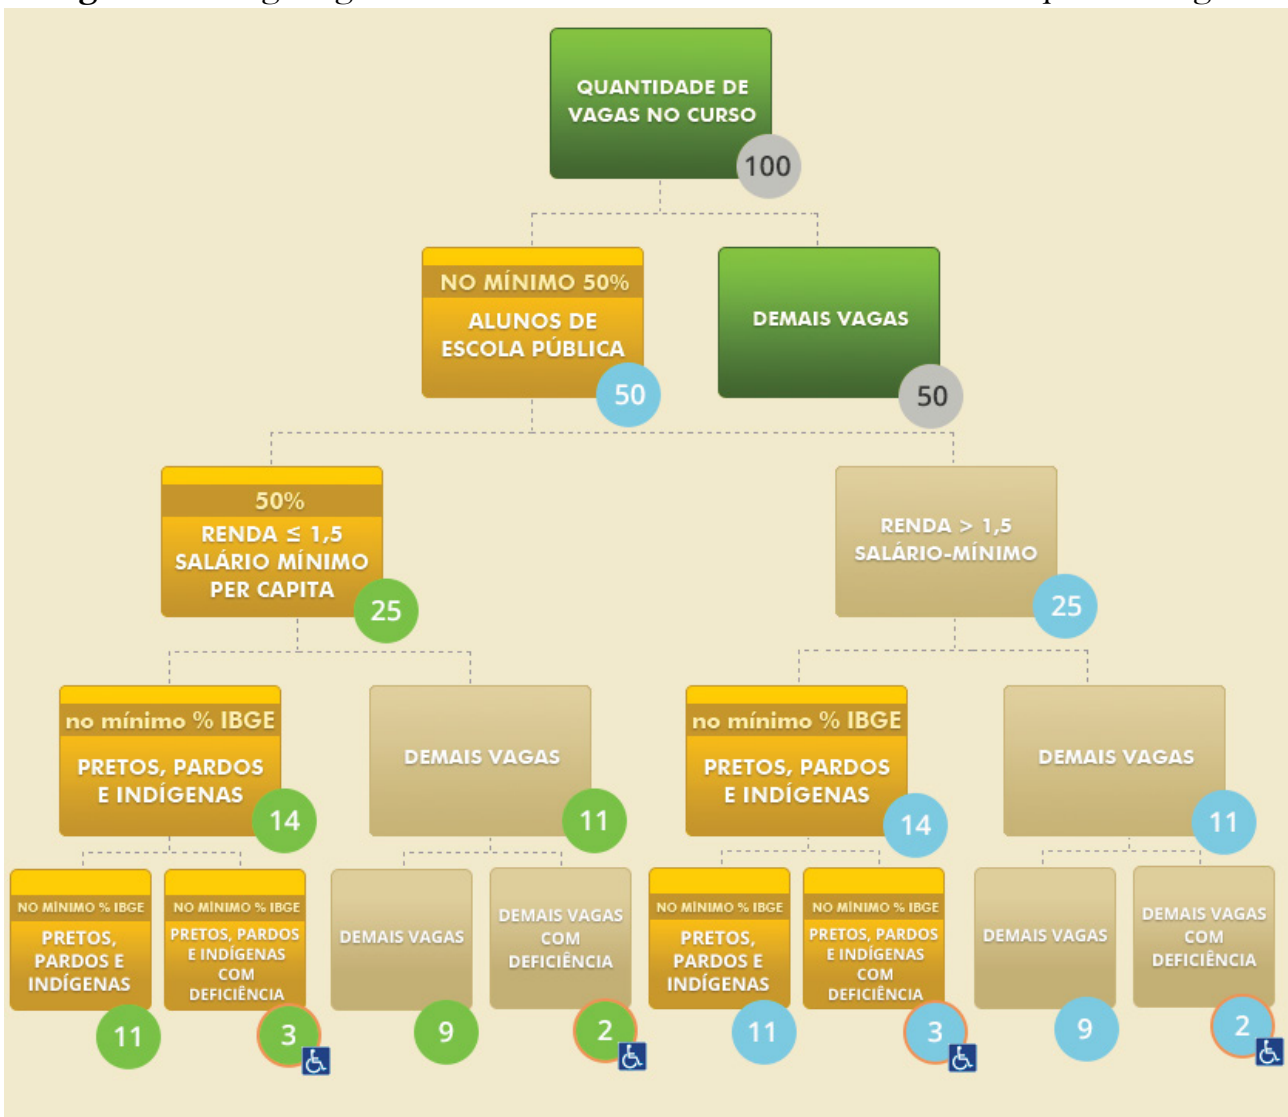 QUANTIDADE DE
VAGAS NO CURSO
100
NO MÍNIMO 50%
ALUNOS DE
ESCOLA PÚBLICA
50
DEMAIS VAGAS
50
50%
RENDA ≤ 1,5
SALÁRIO MÍNIMO
PER CAPITA
25
RENDA > 1,5
SALÁRIO-MÍNIMO
25
no mínimo % IBGE
PRETOS, PARDOS
E INDÍGENAS
14
DEMAIS VAGAS
11
no mínimo % IBGE
PRETOS, PARDOS
E INDÍGENAS
14
DEMAIS VAGAS
11
NO MÍNIMO % IBGE
PRETOS,
PARDOS E
INDÍGENAS
11
NO MÍNIMO % IBGE
PRETOS, PARDOS
E INDÍGENAS
COM
DEFICIÊNCIA
3
DEMAIS VAGAS
9
DEMAIS VAGAS
COM
DEFICIÊNCIA
2
NO MÍNIMO % IBGE
PRETOS,
PARDOS E
INDÍGENAS
11
NO MÍNIMO % IBGE
PRETOS, PARDOS
E INDÍGENAS
COM
DEFICIÊNCIA
3
DEMAIS VAGAS
9
DEMAIS VAGAS
COM
DEFICIÊNCIA
2